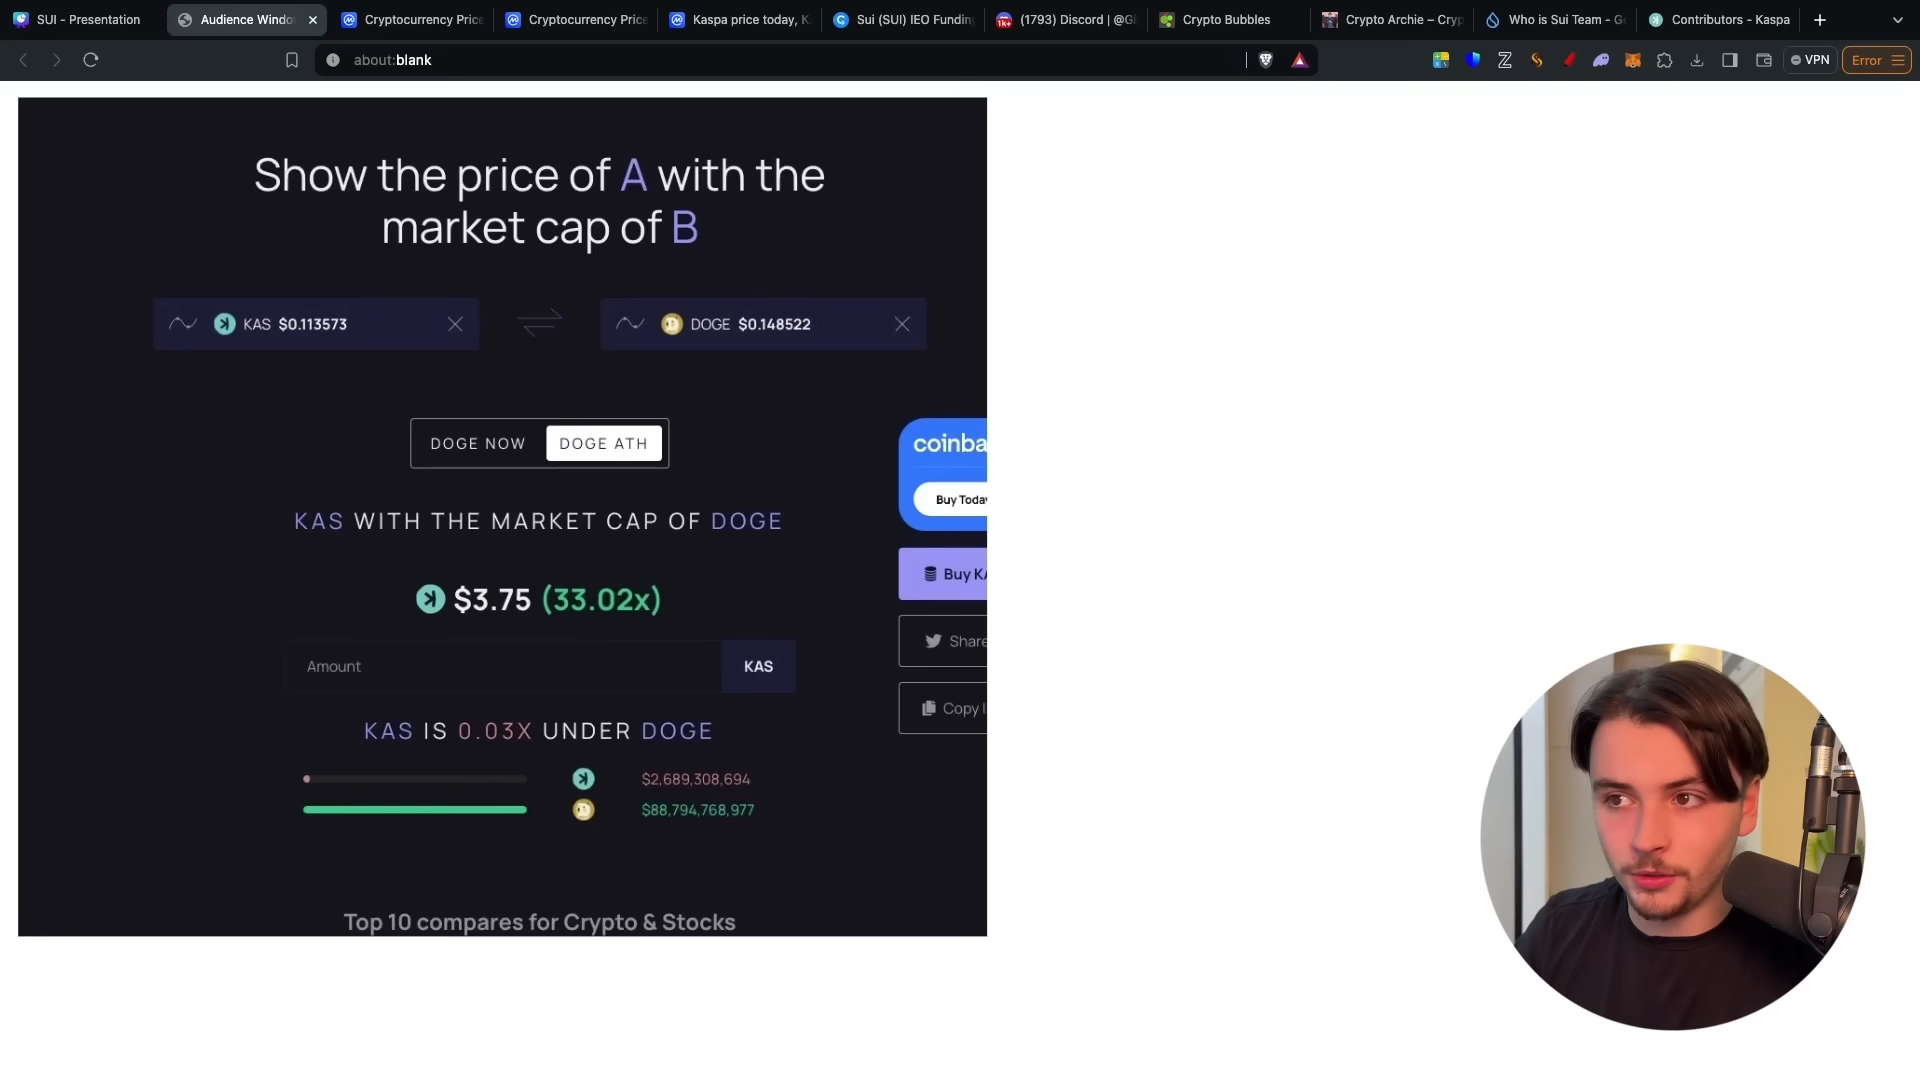 SUI - Presentation
Audience Windo
Cryptocurrency Price
Cryptocurrency Price
Kaspa price today, K
Sui (SUI) IEO Fundin
(1793) Discord | @Gi
Crypto Bubbles
Crypto Archie – Cryp
Who is Sui Team - Ge
Contributors - Kaspa
about:blank
VPN
Error
Show the price of A with the
market cap of B
KAS $0.113573
DOGE $0.148522
DOGE NOW
DOGE ATH
coinba
Buy Today
KAS WITH THE MARKET CAP OF DOGE
$3.75 (33.02x)
Buy KA
Share
Amount
KAS
Copy l
KAS IS 0.03X UNDER DOGE
$2,689,308,694
$88,794,768,977
Top 10 compares for Crypto & Stocks